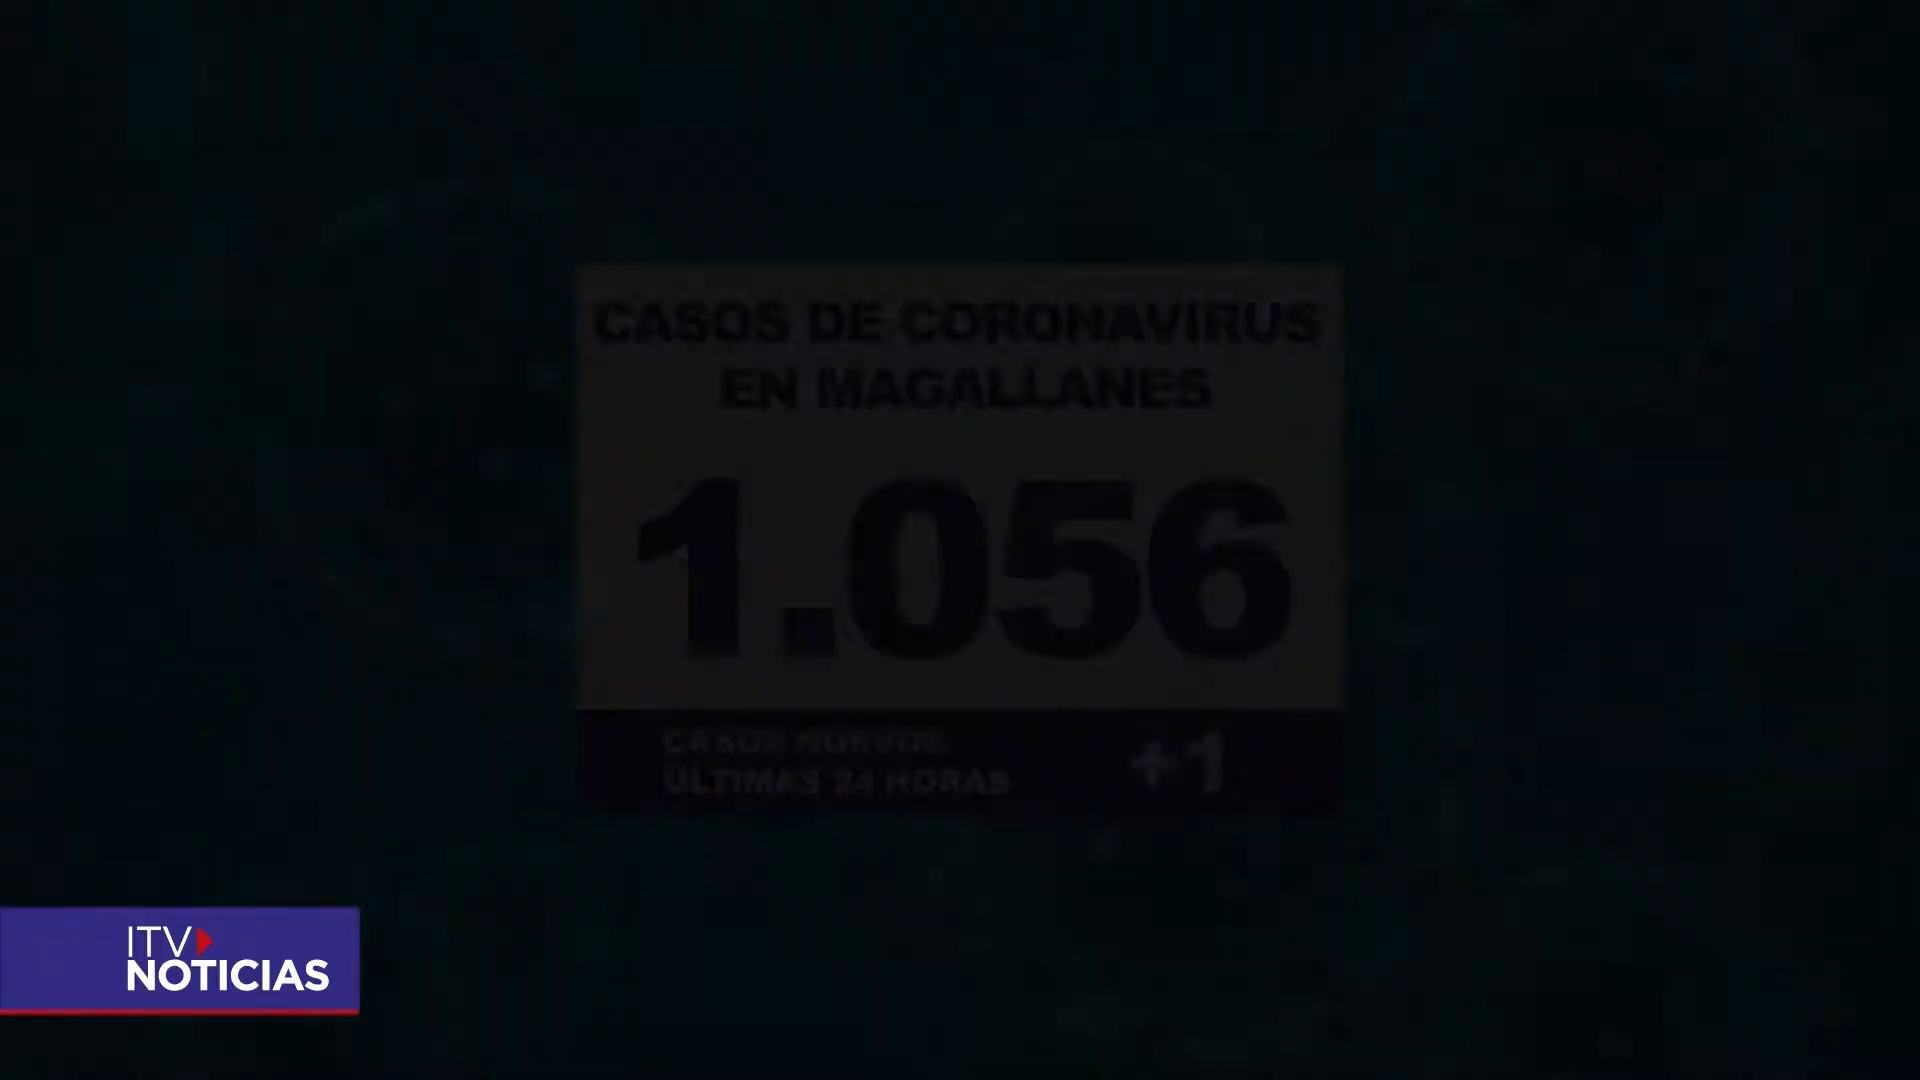 CASOS DE CORONAVIRUS
EN MAGALLANES
1.056
CASOS NUEVOS
ÚLTIMAS 24 HORAS
+1
ITV
NOTICIAS